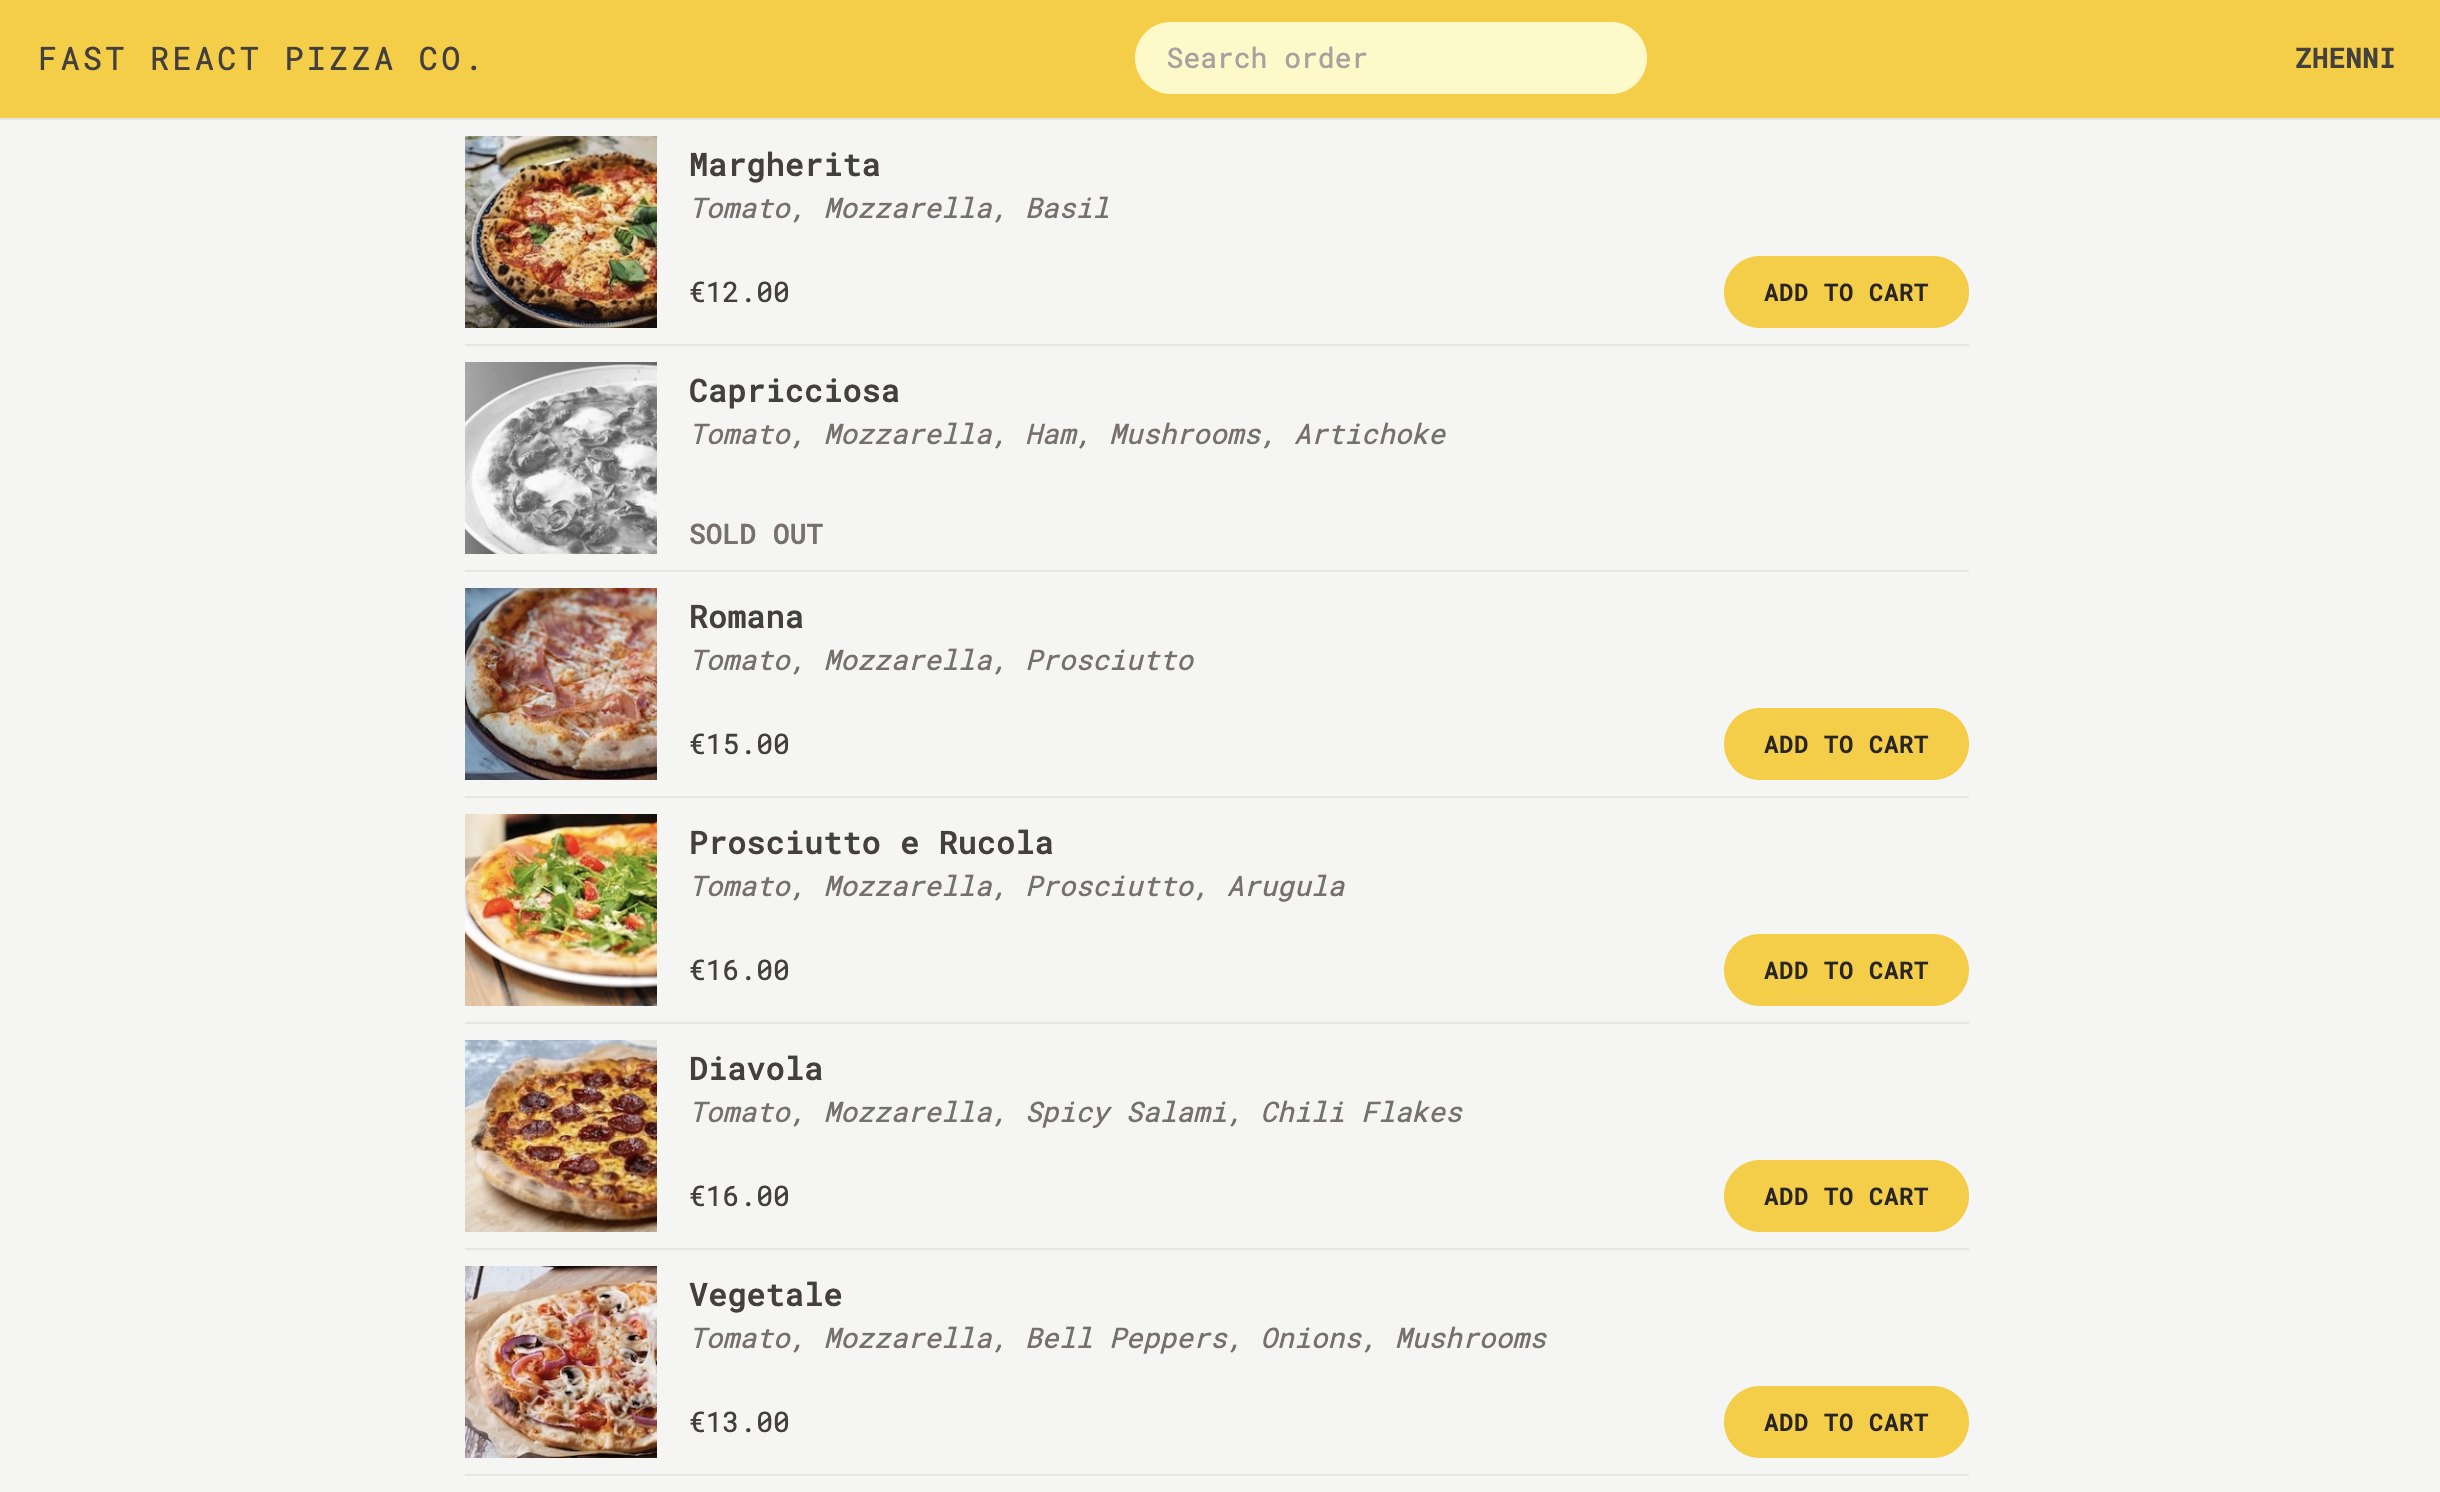 FAST REACT PIZZA CO.
Search order
ZHENNI
Margherita
Tomato, Mozzarella, Basil
€12.00
ADD TO CART
Capricciosa
Tomato, Mozzarella, Ham, Mushrooms, Artichoke
SOLD OUT
Romana
Tomato, Mozzarella, Prosciutto
€15.00
ADD TO CART
Prosciutto e Rucola
Tomato, Mozzarella, Prosciutto, Arugula
€16.00
ADD TO CART
Diavola
Tomato, Mozzarella, Spicy Salami, Chili Flakes
€16.00
ADD TO CART
Vegetale
Tomato, Mozzarella, Bell Peppers, Onions, Mushrooms
€13.00
ADD TO CART